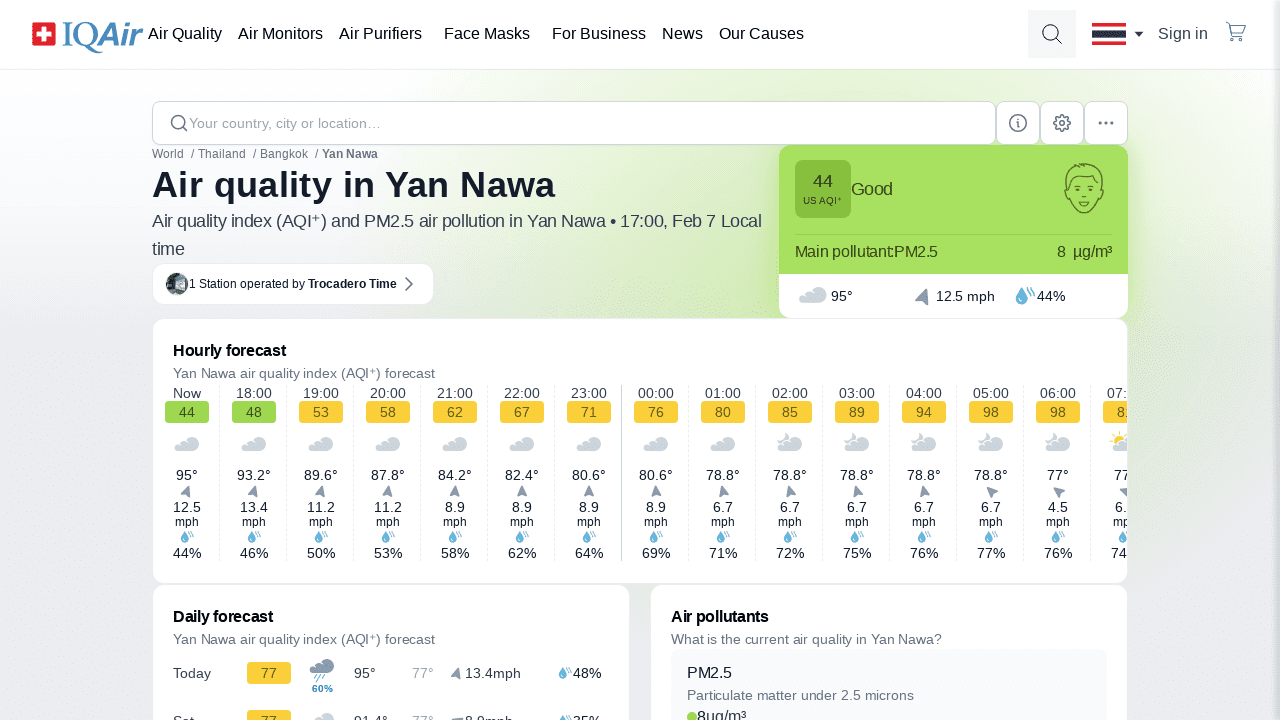 IQAir Air Quality Air Monitors Air Purifiers Face Masks For Business News Our Causes Sign in
Your country, city or location…
World / Thailand / Bangkok / Yan Nawa
Air quality in Yan Nawa
Air quality index (AQI⁺) and PM2.5 air pollution in Yan Nawa • 17:00, Feb 7 Local
time
1 Station operated by Trocadero Time
44
US AQI⁺
Good
Main pollutant:PM2.5 8 µg/m³
95° 12.5 mph 44%
Hourly forecast
Yan Nawa air quality index (AQI⁺) forecast
Now 18:00 19:00 20:00 21:00 22:00 23:00 00:00 01:00 02:00 03:00 04:00 05:00 06:00
44 48 53 58 62 67 71 76 80 85 89 94 98 98
95° 93.2° 89.6° 87.8° 84.2° 82.4° 80.6° 80.6° 78.8° 78.8° 78.8° 78.8° 78.8° 77°
12.5 13.4 11.2 11.2 8.9 8.9 8.9 8.9 6.7 6.7 6.7 6.7 6.7 4.5
mph mph mph mph mph mph mph mph mph mph mph mph mph mph
44% 46% 50% 53% 58% 62% 64% 69% 71% 72% 75% 76% 77% 76%
Daily forecast
Yan Nawa air quality index (AQI⁺) forecast
Today 77 60% 95° 77° 13.4mph 48%
Sat 77 91.4° 77° 8.9mph 35%
Air pollutants
What is the current air quality in Yan Nawa?
PM2.5
Particulate matter under 2.5 microns
8µg/m³